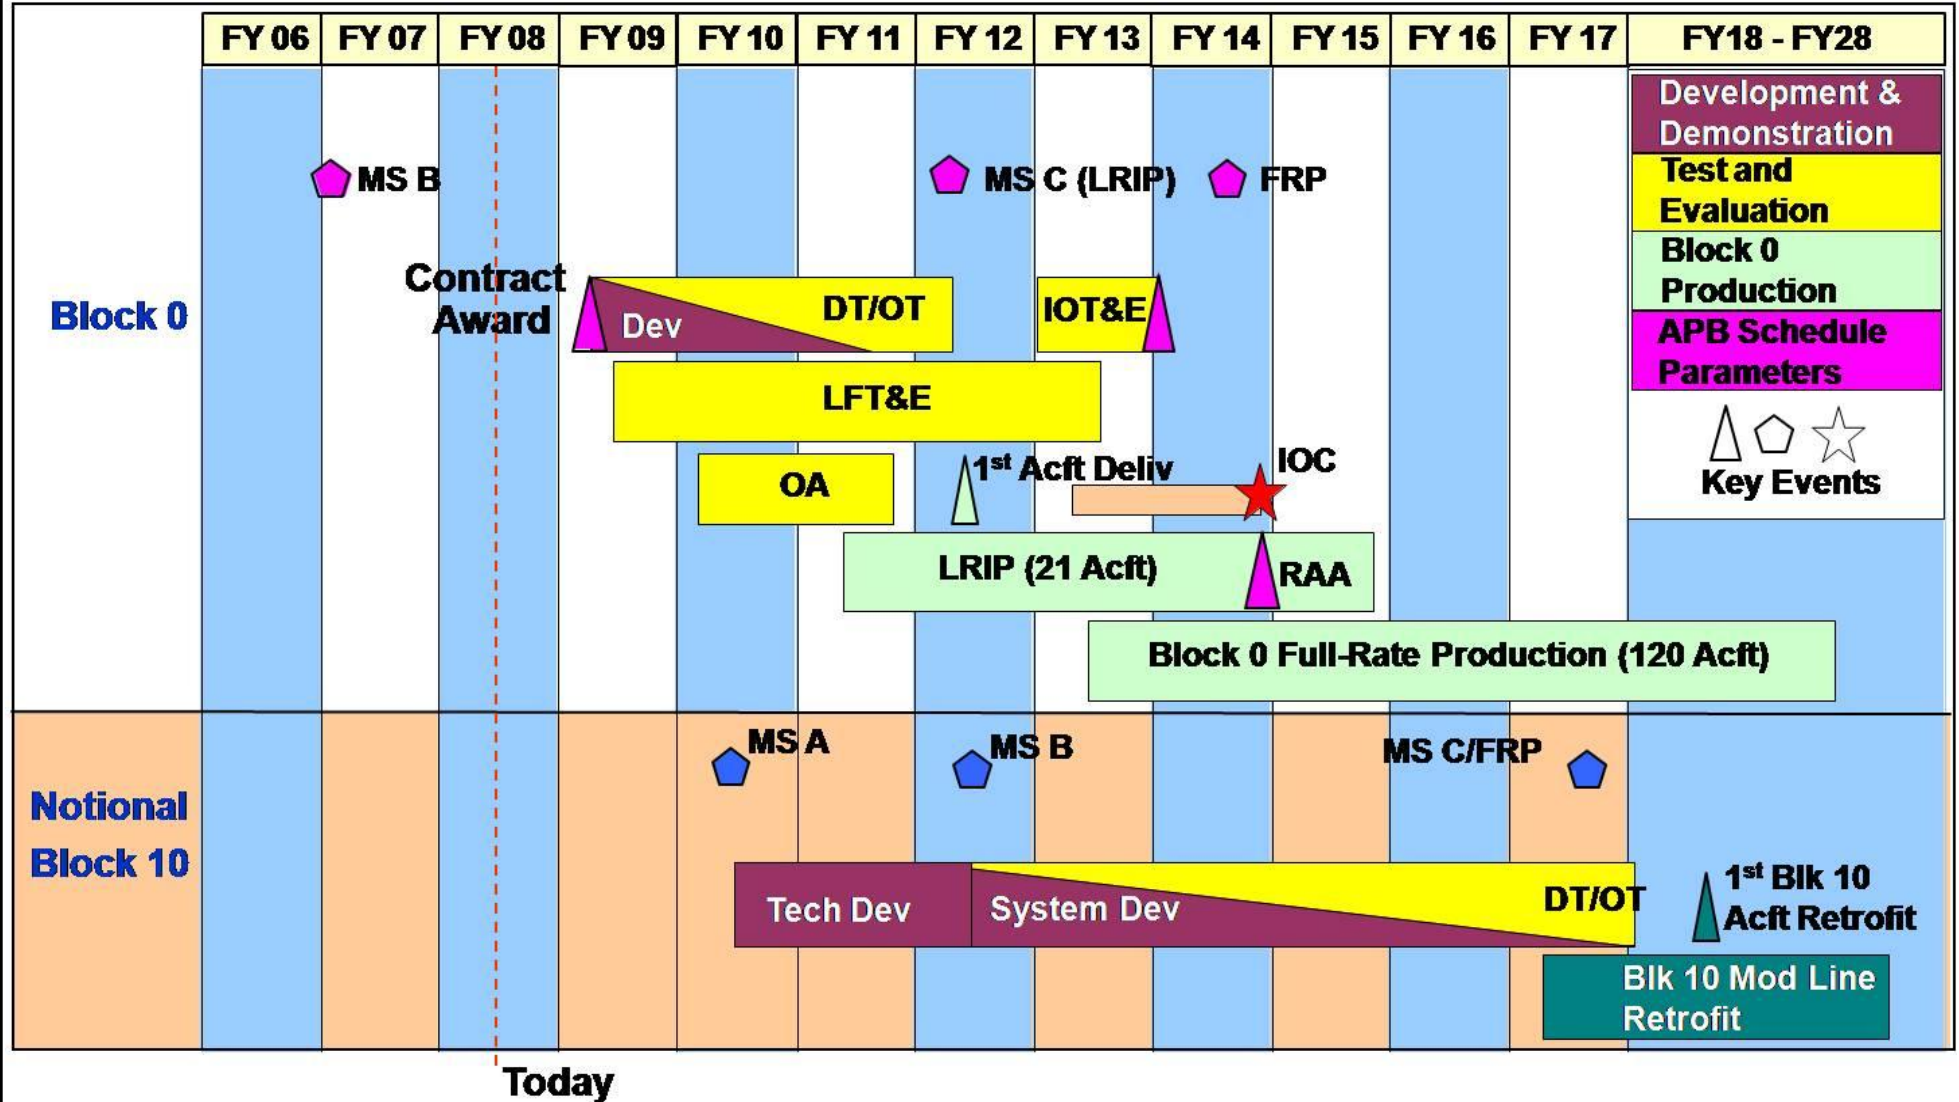 FY 06 FY 07 FY 08 FY 09 FY 10 FY 11 FY 12 FY 13 FY 14 FY 15 FY 16 FY 17 FY18 - FY28
Development &
Demonstration
Test and
Evaluation
Block 0
Production
APB Schedule
Parameters
Key Events
Block 0
MS B
MS C (LRIP)
FRP
Contract
Award
Dev
DT/OT
IOT&E
LFT&E
OA
1st Acft Deliv
IOC
LRIP (21 Acft)
RAA
Block 0 Full-Rate Production (120 Acft)
Notional
Block 10
MS A
MS B
MS C/FRP
Tech Dev
System Dev
DT/OT
1st Blk 10
Acft Retrofit
Blk 10 Mod Line
Retrofit
Today